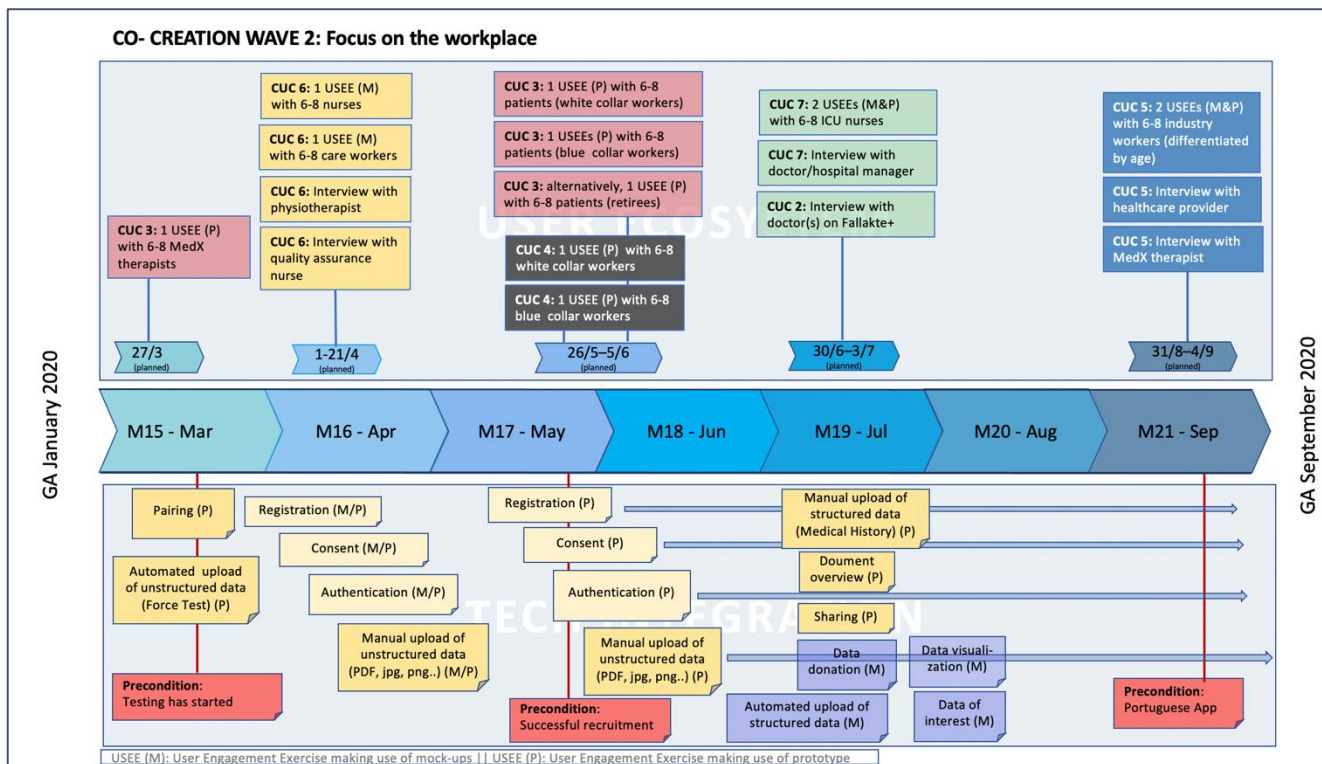 CO- CREATION WAVE 2: Focus on the workplace
USER ECOSYSTEM
CUC 3: 1 USEE (P)
with 6-8 MedX
therapists
CUC 6: 1 USEE (M)
with 6-8 nurses
CUC 6: 1 USEE (M)
with 6-8 care workers
CUC 6: Interview with
physiotherapist
CUC 6: Interview with
quality assurance
nurse
CUC 3: 1 USEE (P) with 6-8
patients (white collar workers)
CUC 3: 1 USEEs (P) with 6-8
patients (blue  collar workers)
CUC 3: alternatively, 1 USEE (P)
with 6-8 patients (retirees)
CUC 4: 1 USEE (P)  with 6-8
white collar workers
CUC 4: 1 USEE (P) with 6-8
blue  collar workers
CUC 7: 2 USEEs (M&P)
with 6-8 ICU nurses
CUC 7: Interview with
doctor/hospital manager
CUC 2: Interview with
doctor(s) on Fallakte+
CUC 5: 2 USEEs (M&P)
with 6-8 industry
workers (differentiated
by age)
CUC 5: Interview with
healthcare provider
CUC 5: Interview with
MedX therapist
27/3
(planned)
1-21/4
(planned)
26/5–5/6
(planned)
30/6–3/7
(planned)
31/8–4/9
(planned)
GA January 2020
M15 - Mar
M16 - Apr
M17 - May
M18 - Jun
M19 - Jul
M20 - Aug
M21 - Sep
GA September 2020
TECH INTEGRATION
Pairing (P)
Automated upload
of unstructured data
(Force Test) (P)
Precondition:
Testing has started
Registration (M/P)
Consent (M/P)
Authentication (M/P)
Manual upload of
unstructured data
(PDF, jpg, png..) (M/P)
Registration (P)
Consent (P)
Authentication (P)
Manual upload of
unstructured data
(PDF, jpg, png..) (P)
Precondition:
Successful recruitment
Manual upload of
structured data
(Medical History) (P)
Doument
overview (P)
Sharing (P)
Data
donation (M)
Data visuali-
zation (M)
Automated upload of
structured data (M)
Data of
interest (M)
Precondition:
Portuguese App
USEE (M): User Engagement Exercise making use of mock-ups || USEE (P): User Engagement Exercise making use of prototype